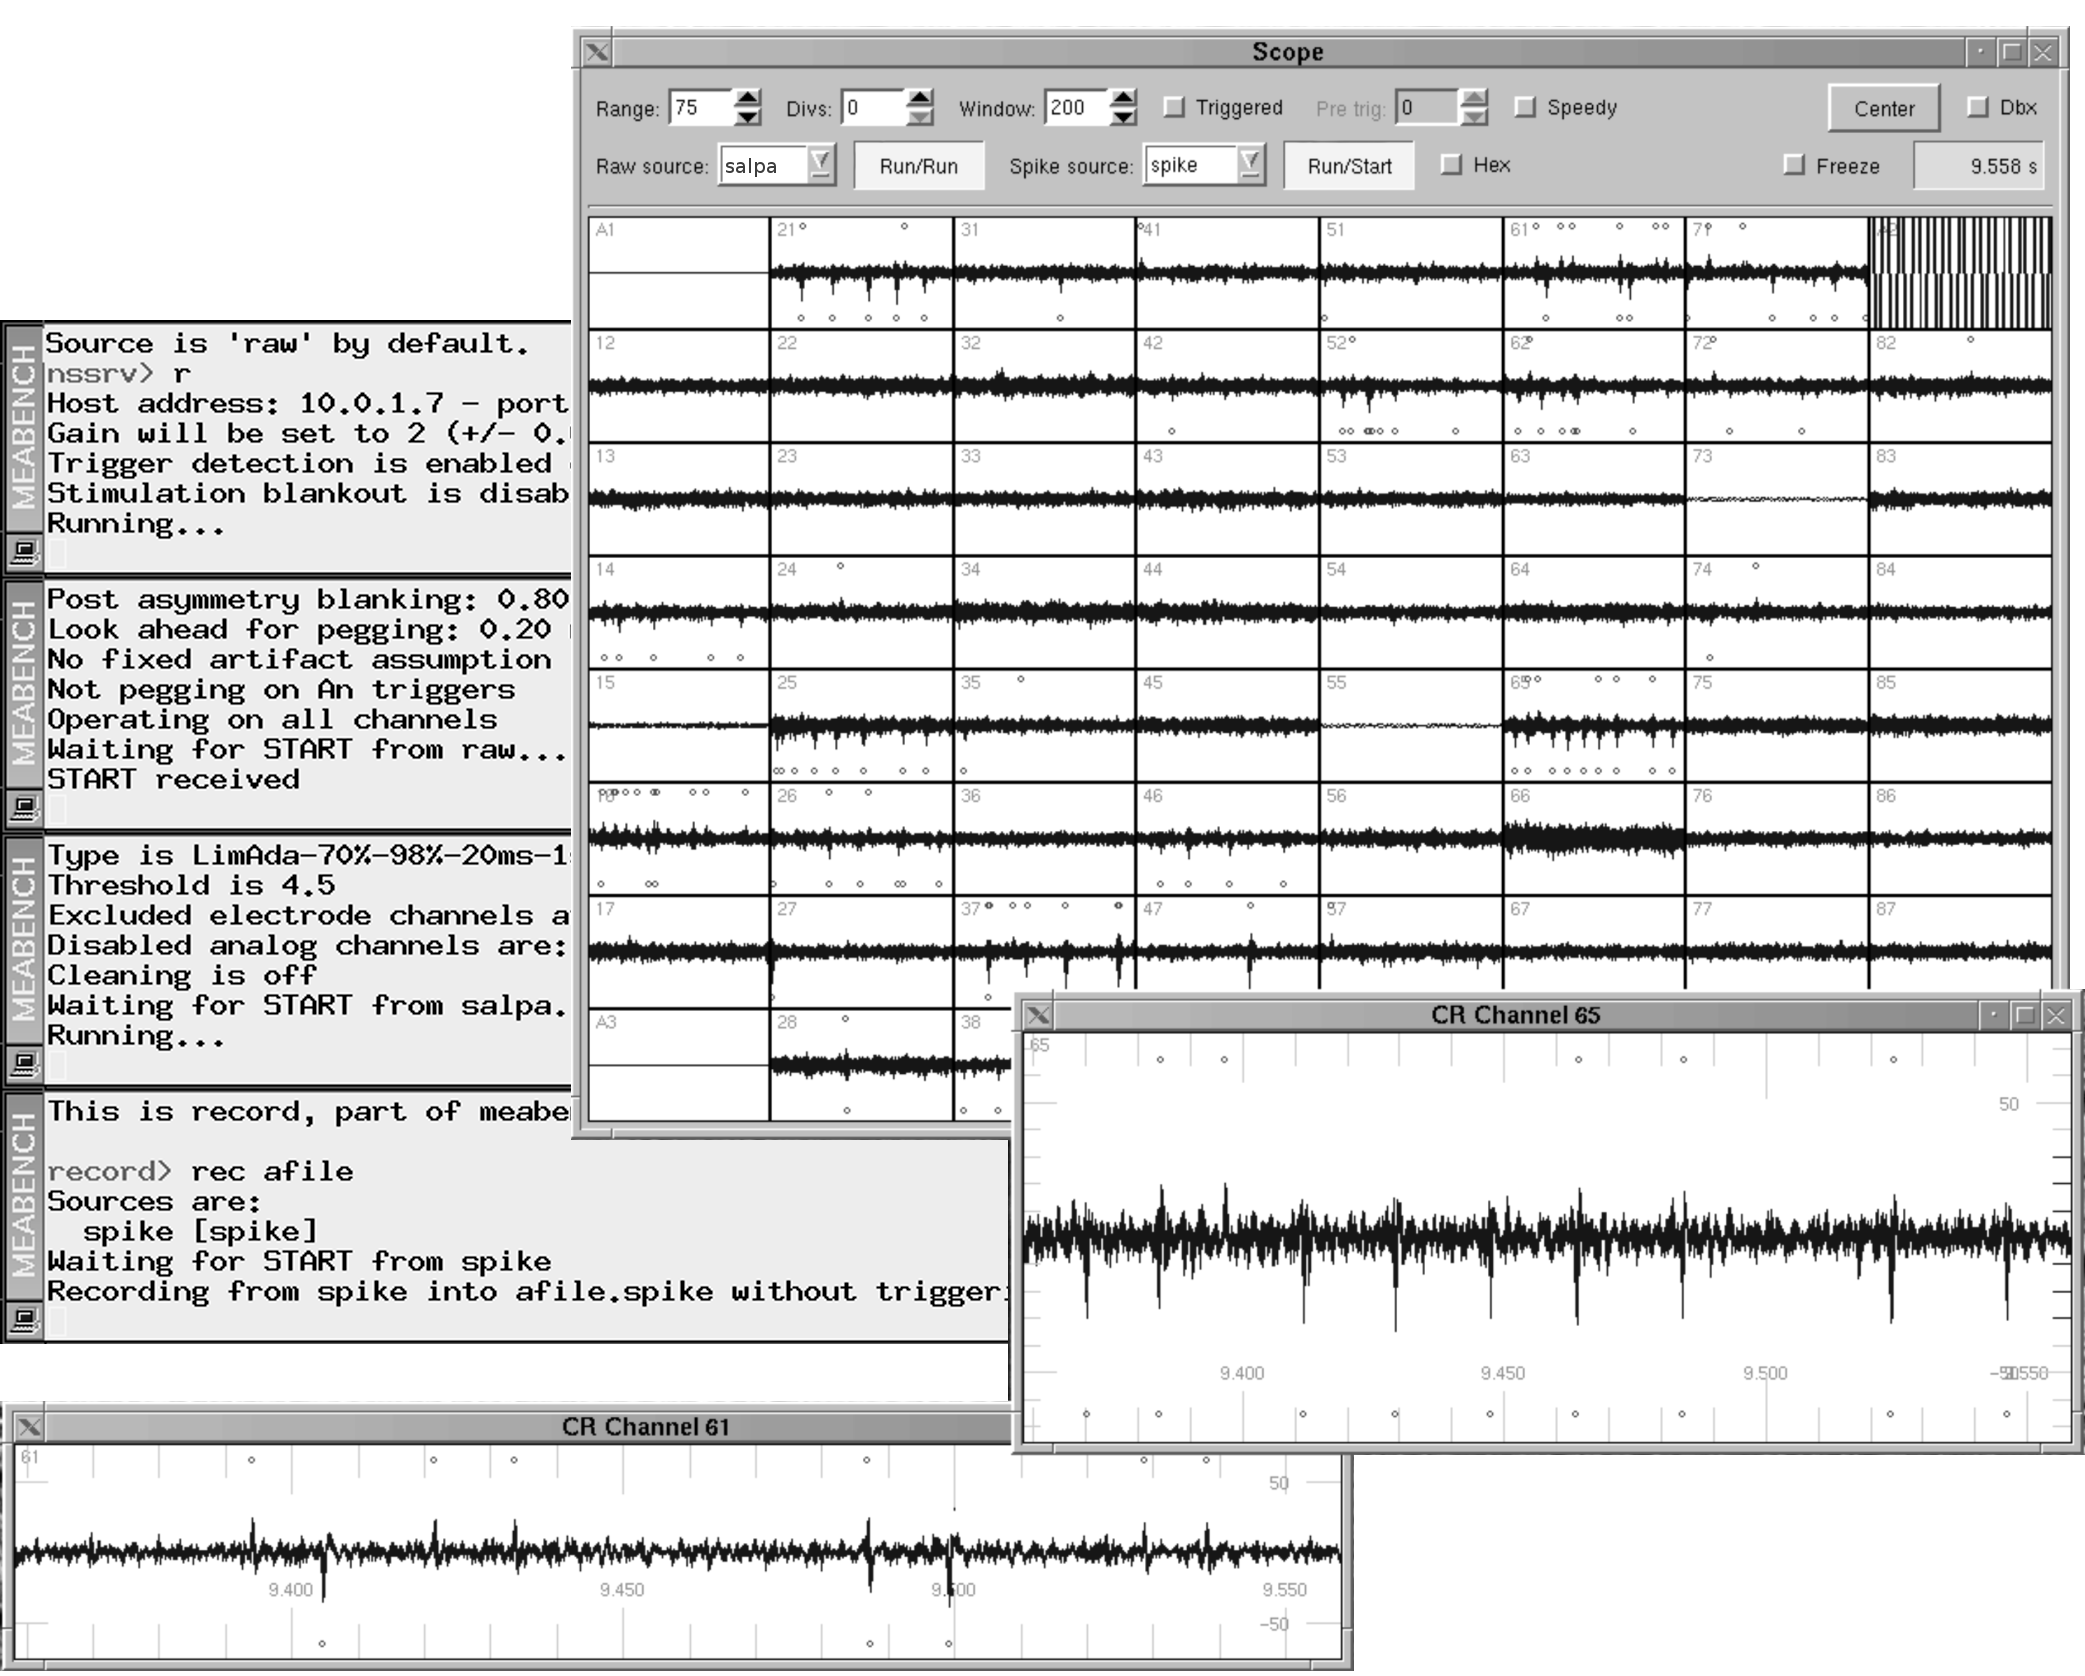 Scope
Range: 75 Divs: 0 Window: 200 Triggered Pre trig: 0 Speedy Center Dbx
Raw source: salpa Run/Run Spike source: spike Run/Start Hex Freeze 9.558 s
A1 21 31 41 51 61 71
12 22 32 42 52 62 72 82
13 23 33 43 53 63 73 83
14 24 34 44 54 64 74 84
15 25 35 45 55 65 75 85
26 36 46 56 66 76 86
17 27 37 47 57 67 77 87
A3 28 38
MEABENCH
Source is 'raw' by default.
nssrv> r
Host address: 10.0.1.7 - port
Gain will be set to 2 (+/- 0.
Trigger detection is enabled
Stimulation blankout is disab
Running...
MEABENCH
Post asymmetry blanking: 0.80
Look ahead for pegging: 0.20
No fixed artifact assumption
Not pegging on An triggers
Operating on all channels
Waiting for START from raw...
START received
MEABENCH
Type is LimAda-70%-98%-20ms-1
Threshold is 4.5
Excluded electrode channels a
Disabled analog channels are:
Cleaning is off
Waiting for START from salpa.
Running...
MEABENCH
This is record, part of meabe
record> rec afile
Sources are:
spike [spike]
Waiting for START from spike
Recording from spike into afile.spike without trigger
CR Channel 65
65
50
9.400 9.450 9.500
CR Channel 61
61
50
9.400 9.450 9.500 9.550
-50